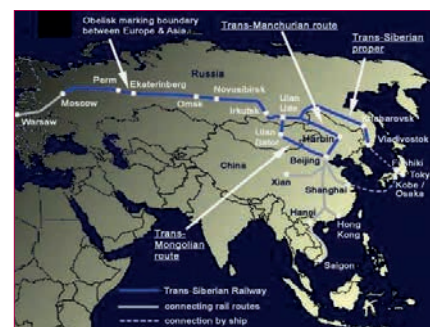 Obelisk marking boundary
between Europe & Asia
Trans-Manchurian route
Trans-Siberian
proper
Russia
Perm
Ekaterinberg
Novosibirsk
Moscow
Omsk
Irkutsk
Ulan
Ude
Khabarovsk
Warsaw
Ulan
Bator
Harbin
Vladivostok
Beijing
Fushiki
Tokyo
Kobe /
Osaka
China
Xian
Shanghai
Hanoi
Hong
Kong
Trans-
Mongolian
route
Saigon
Trans-Siberian Railway
connecting rail routes
connection by ship